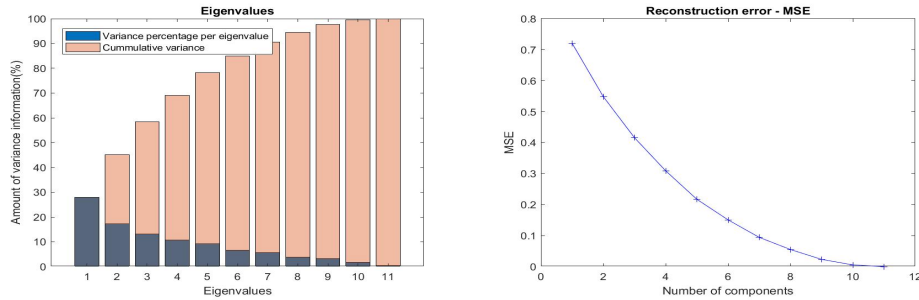 Eigenvalues
100
90
80
70
60
50
40
30
20
10
0
Amount of variance information(%)
Variance percentage per eigenvalue
Cummulative variance
1 2 3 4 5 6 7 8 9 10 11
Eigenvalues
Reconstruction error - MSE
0.8
0.7
0.6
0.5
0.4
0.3
0.2
0.1
0
MSE
0 2 4 6 8 10 12
Number of components